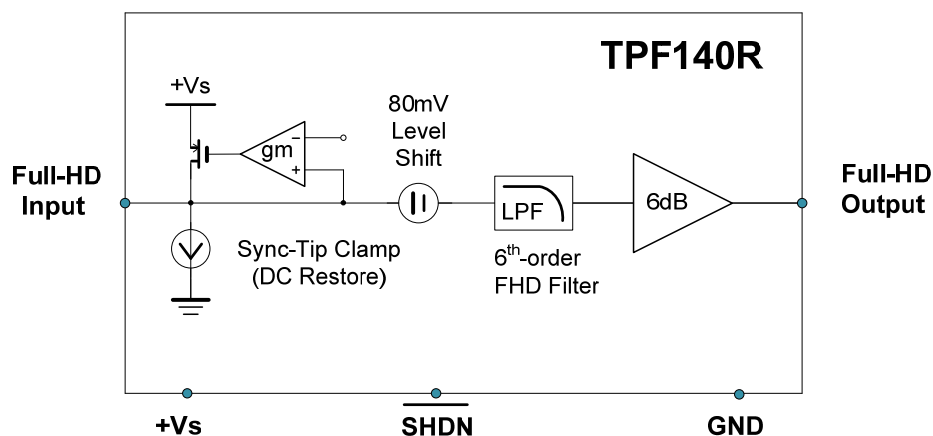 TPF140R
+Vs
80mV
Level
Shift
gm
−
+
Full-HD
Input
Full-HD
Output
LPF
6dB
Sync-Tip Clamp
(DC Restore)
6th-order
FHD Filter
+Vs
SHDN
GND